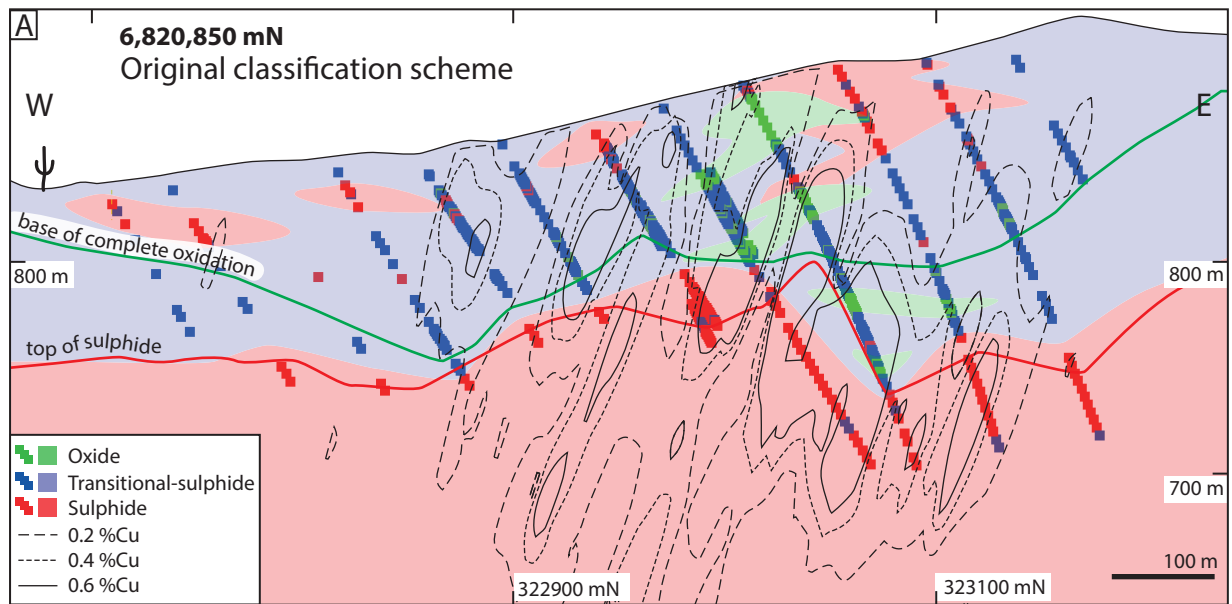 A
6,820,850 mN
Original classification scheme
W
E
base of complete oxidation
800 m
800 m
top of sulphide
Oxide
Transitional-sulphide
Sulphide
0.2 %Cu
0.4 %Cu
0.6 %Cu
700 m
322900 mN
323100 mN
100 m